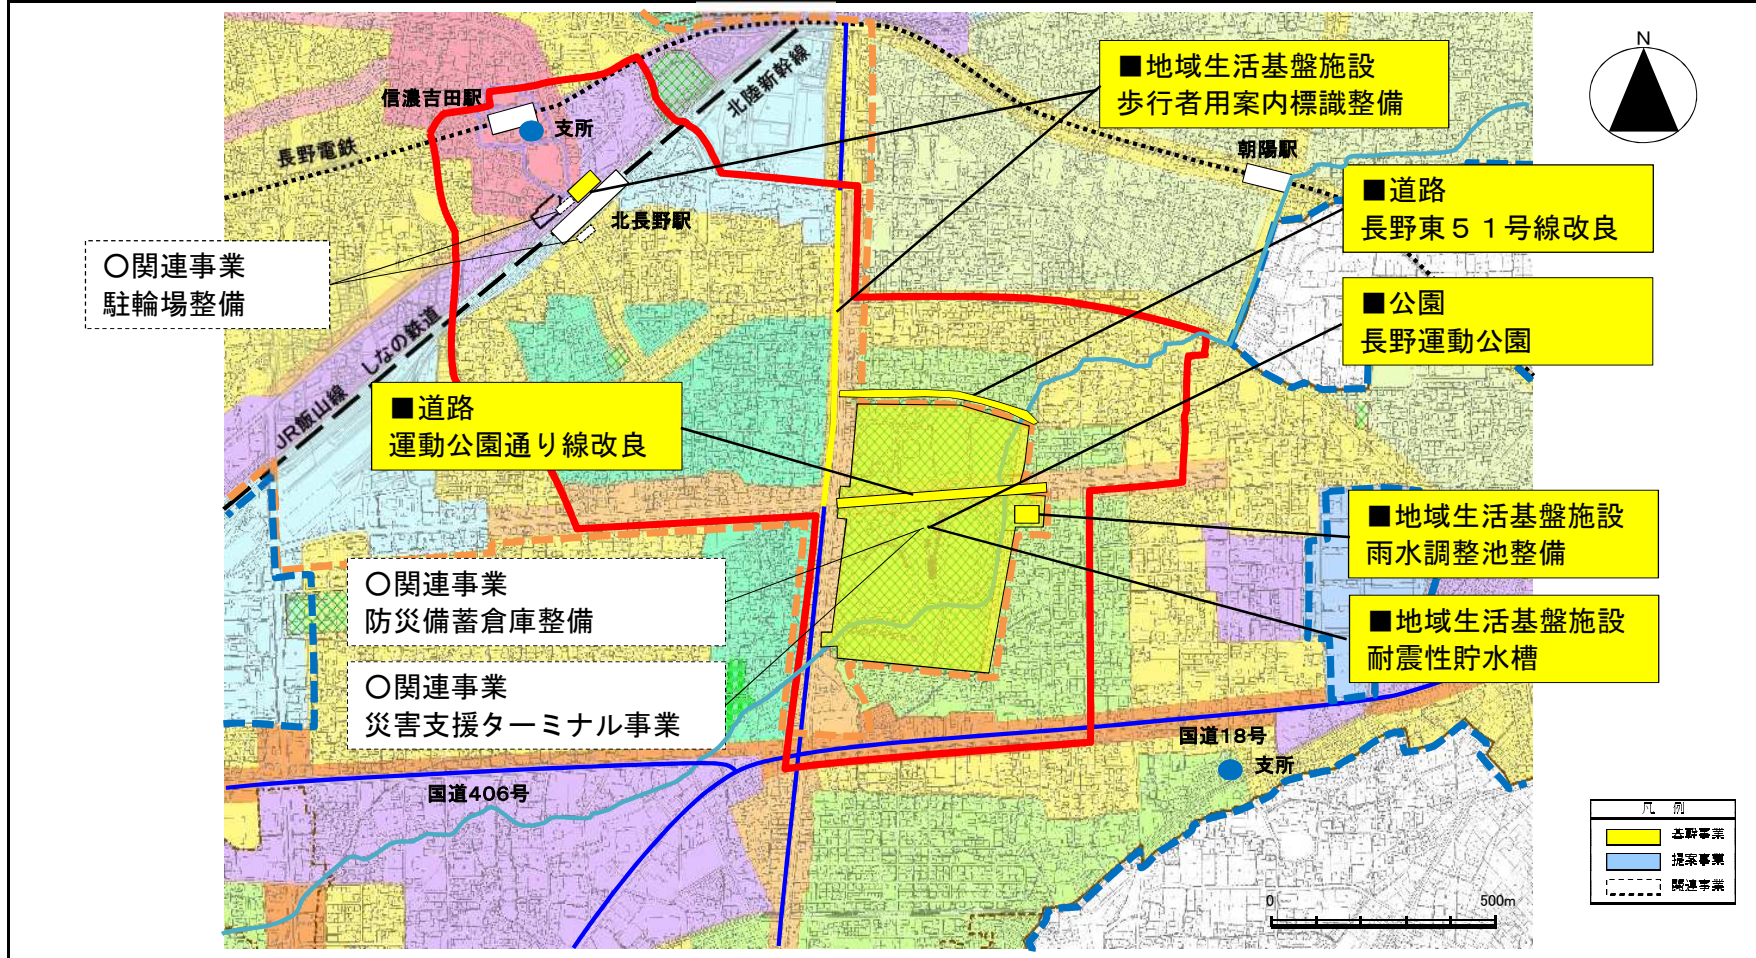 N
■地域生活基盤施設
歩行者用案内標識整備
北陸新幹線
信濃吉田駅
支所
長野電鉄
朝陽駅
■道路
長野東５１号線改良
北長野駅
〇関連事業
駐輪場整備
■公園
長野運動公園
しなの鉄道
JR飯山線
■道路
運動公園通り線改良
■地域生活基盤施設
雨水調整池整備
〇関連事業
防災備蓄倉庫整備
■地域生活基盤施設
耐震性貯水槽
〇関連事業
災害支援ターミナル事業
国道18号
支所
国道406号
凡 例
基幹事業
提案事業
関連事業
0 500m